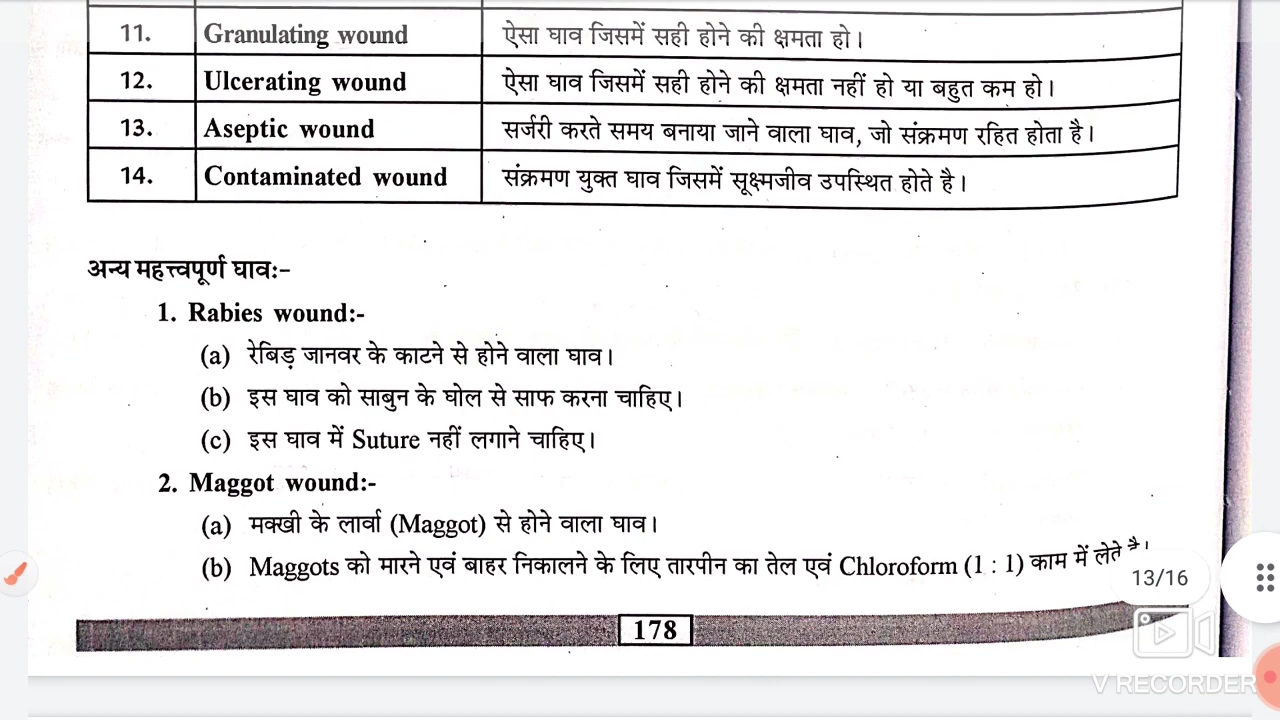 11. Granulating wound ऐसा घाव जिसमें सही होने की क्षमता हो।
12. Ulcerating wound ऐसा घाव जिसमें सही होने की क्षमता नहीं हो या बहुत कम हो।
13. Aseptic wound सर्जरी करते समय बनाया जाने वाला घाव, जो संक्रमण रहित होता है।
14. Contaminated wound संक्रमण युक्त घाव जिसमें सूक्ष्मजीव उपस्थित होते है।
अन्य महत्त्वपूर्ण घावः-
1. Rabies wound:-
(a) रेबिड़ जानवर के काटने से होने वाला घाव।
(b) इस घाव को साबुन के घोल से साफ करना चाहिए।
(c) इस घाव में Suture नहीं लगाने चाहिए।
2. Maggot wound:-
(a) मक्खी के लार्वा (Maggot) से होने वाला घाव।
(b) Maggots को मारने एवं बाहर निकालने के लिए तारपीन का तेल एवं Chloroform (1 : 1) काम में लेते है।
13/16
178
V RECORDER